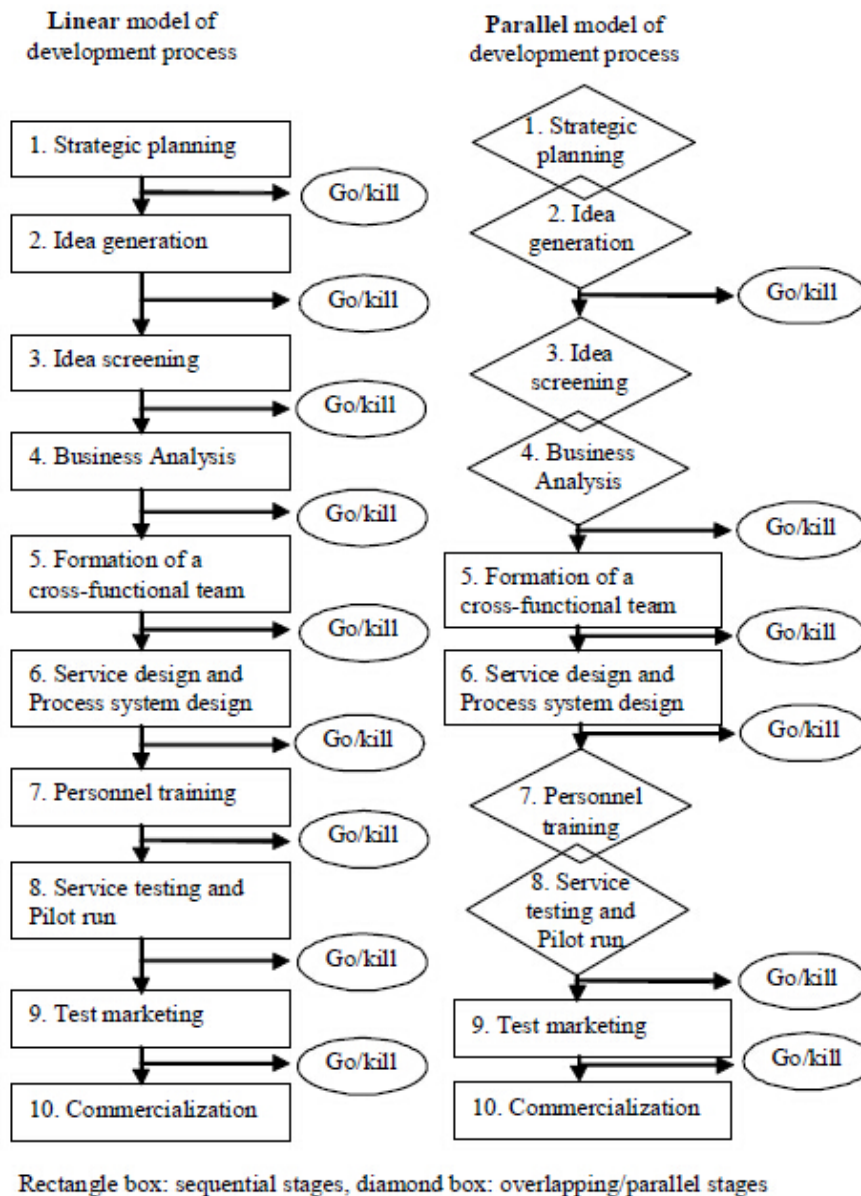 Linear model of
development process
1. Strategic planning
Go/kill
2. Idea generation
Go/kill
3. Idea screening
Go/kill
4. Business Analysis
Go/kill
5. Formation of a
cross-functional team
Go/kill
6. Service design and
Process system design
Go/kill
7. Personnel training
Go/kill
8. Service testing and
Pilot run
Go/kill
9. Test marketing
Go/kill
10. Commercialization
Parallel model of
development process
1. Strategic
planning
2. Idea
generation
Go/kill
3. Idea
screening
4. Business
Analysis
Go/kill
5. Formation of a
cross-functional team
Go/kill
6. Service design and
Process system design
Go/kill
7. Personnel
training
8. Service
testing and
Pilot run
Go/kill
9. Test marketing
Go/kill
10. Commercialization
Rectangle box: sequential stages, diamond box: overlapping/parallel stages